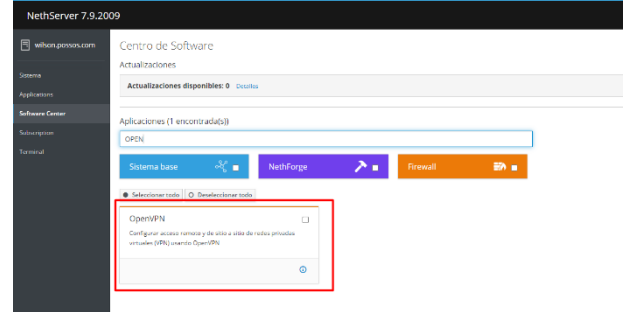 NethServer 7.9.2009
wilson.possos.com
Sistema
Applications
Software Center
Subscription
Terminal
Centro de Software
Actualizaciones
Actualizaciones disponibles: 0 Detalles
Aplicaciones (1 encontrada(s))
OPEN
Sistema base
NethForge
Firewall
Seleccionar todo
Deseleccionar todo
OpenVPN
Configurar acceso remoto y de sitio a sitio de redes privadas
virtuales (VPN) usando OpenVPN